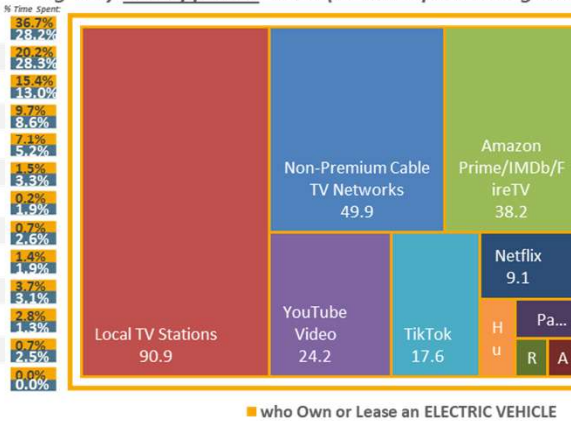 % Time Spent:
36.7%
28.2%
20.2%
28.3%
15.4%
13.0%
9.7%
8.6%
7.1%
5.2%
1.5%
3.3%
0.2%
1.9%
0.7%
2.6%
1.4%
1.9%
3.7%
3.1%
2.8%
1.3%
0.7%
2.5%
0.0%
0.0%
Local TV Stations
90.9
Non-Premium Cable
TV Networks
49.9
Amazon
Prime/IMDb/F
ireTV
38.2
YouTube
Video
24.2
TikTok
17.6
Netflix
9.1
H
u
Pa...
R
A
who Own or Lease an ELECTRIC VEHICLE